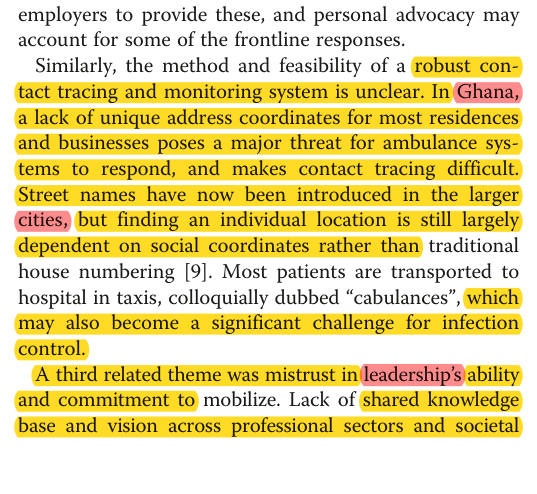 employers to provide these, and personal advocacy may
account for some of the frontline responses.
Similarly, the method and feasibility of a robust con-
tact tracing and monitoring system is unclear. In Ghana,
a lack of unique address coordinates for most residences
and businesses poses a major threat for ambulance sys-
tems to respond, and makes contact tracing difficult.
Street names have now been introduced in the larger
cities, but finding an individual location is still largely
dependent on social coordinates rather than traditional
house numbering [9]. Most patients are transported to
hospital in taxis, colloquially dubbed “cabulances”, which
may also become a significant challenge for infection
control.
A third related theme was mistrust in leadership’s ability
and commitment to mobilize. Lack of shared knowledge
base and vision across professional sectors and societal